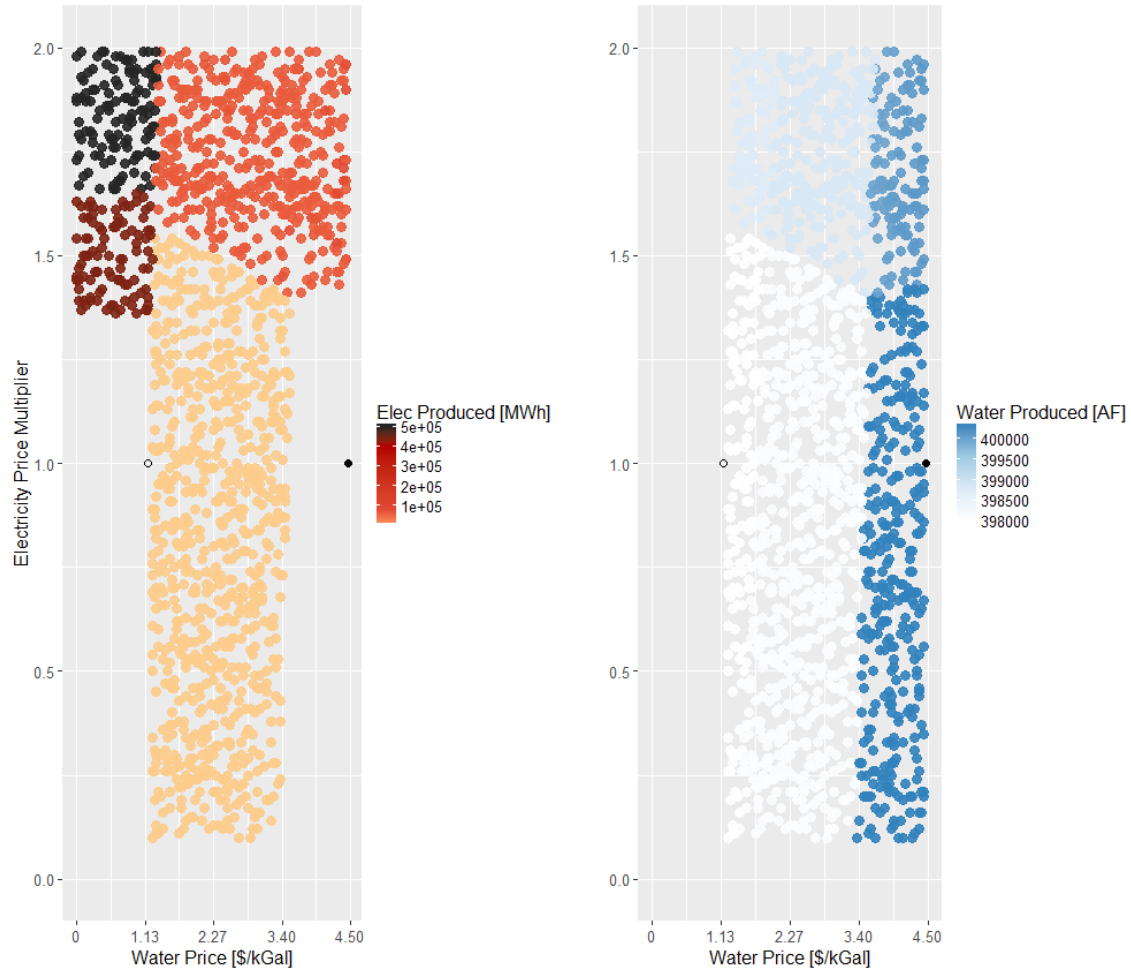 2.0
1.5
1.0
0.5
0.0
Electricity Price Multiplier
0 1.13 2.27 3.40 4.50
Water Price [$/kGal]
Elec Produced [MWh]
5e+05
4e+05
3e+05
2e+05
1e+05
2.0
1.5
1.0
0.5
0.0
0 1.13 2.27 3.40 4.50
Water Price [$/kGal]
Water Produced [AF]
400000
399500
399000
398500
398000